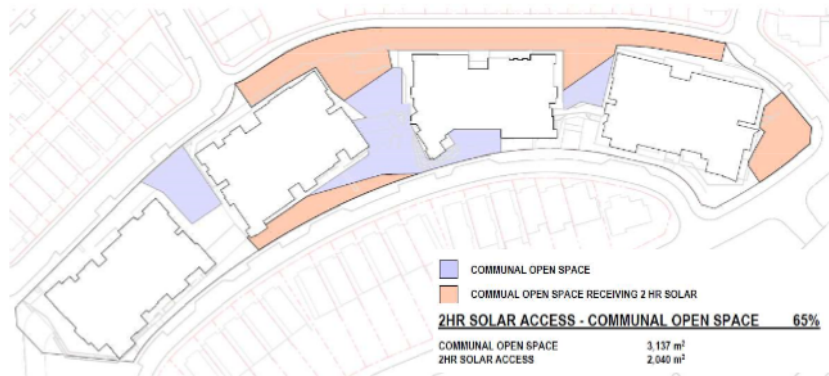 COMMUNAL OPEN SPACE
COMMUAL OPEN SPACE RECEIVING 2 HR SOLAR
2HR SOLAR ACCESS - COMMUNAL OPEN SPACE 65%
COMMUNAL OPEN SPACE 3,137 m²
2HR SOLAR ACCESS 2,040 m²